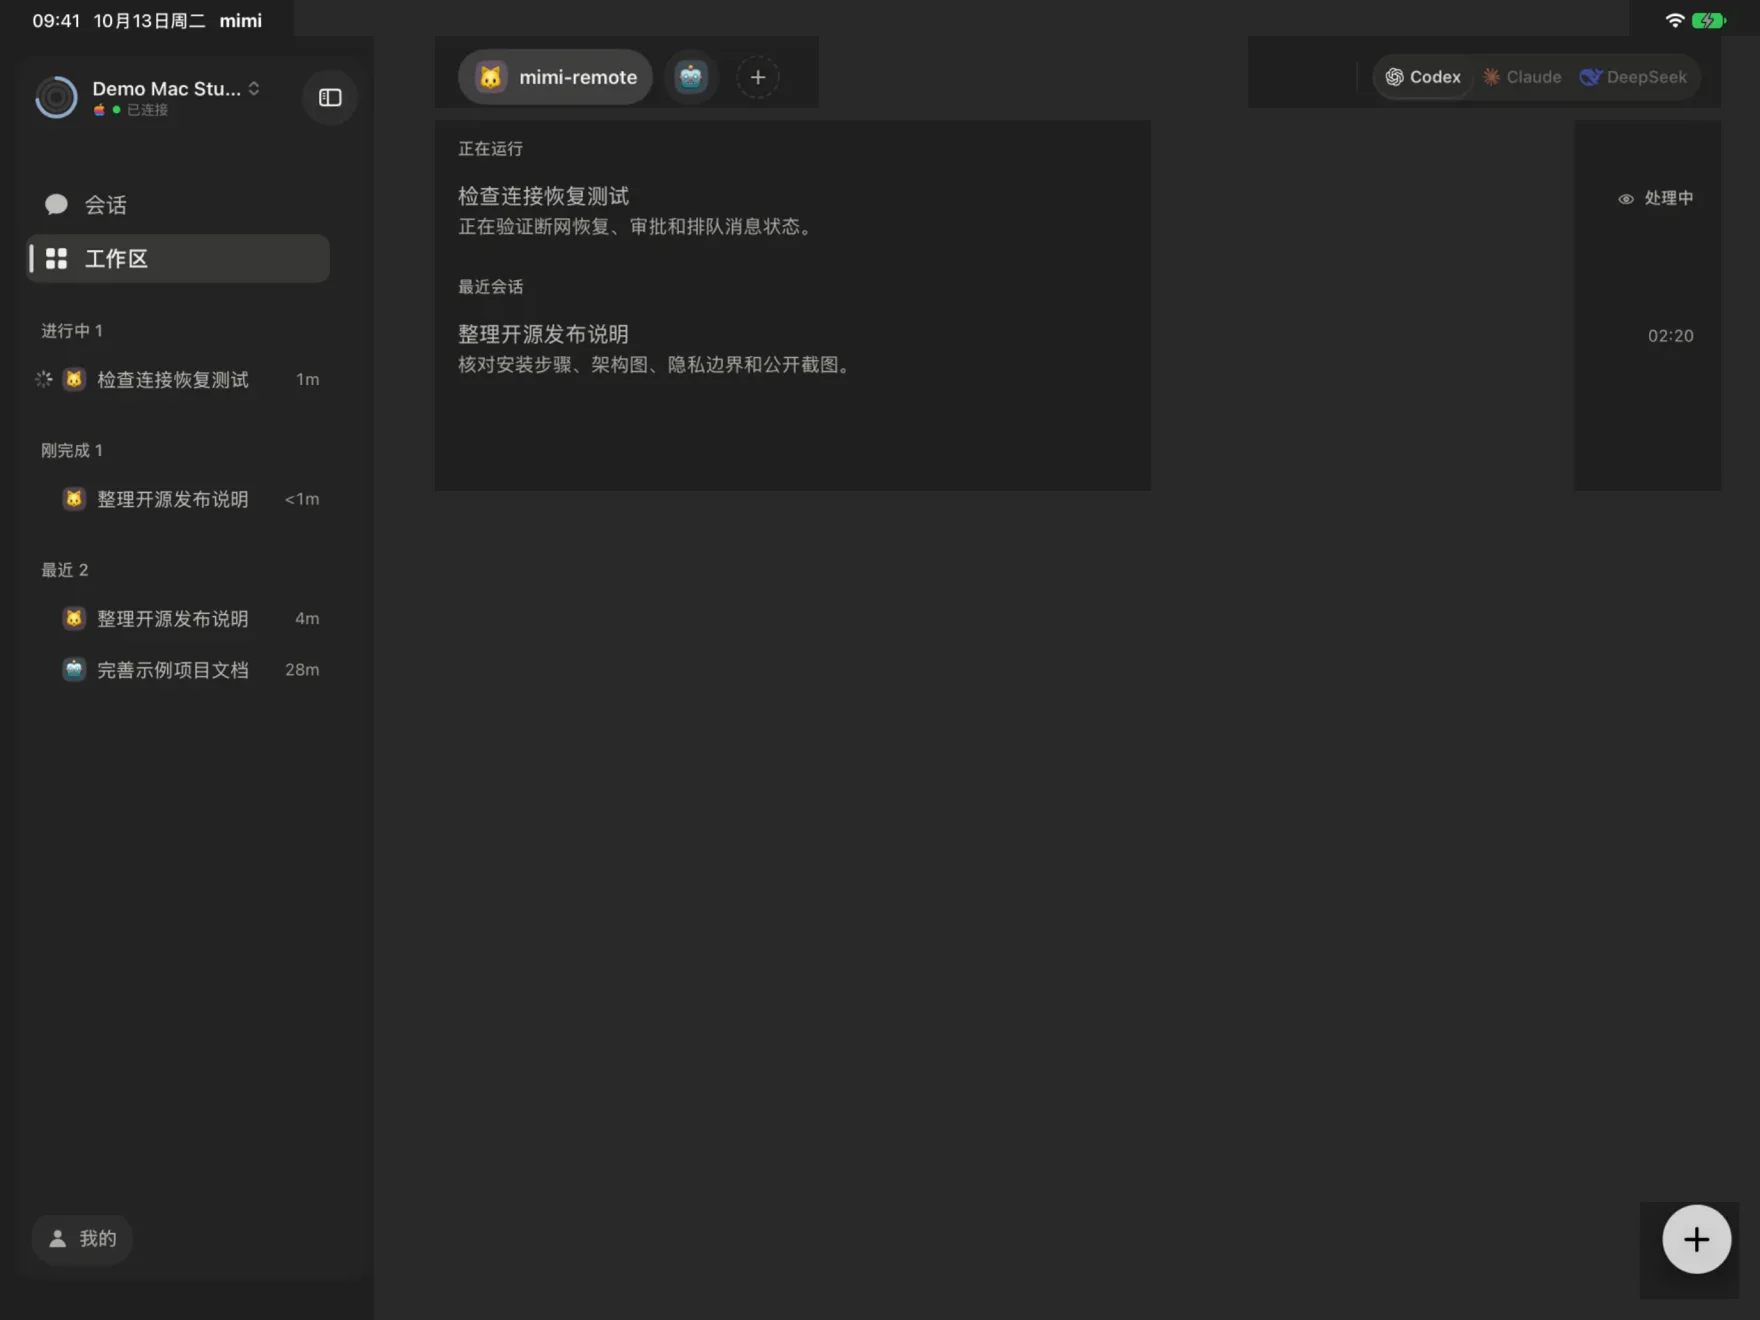 09:41 10月13日周二 mimi
Demo Mac Stu...
已连接
会话
工作区
进行中 1
检查连接恢复测试 1m
刚完成 1
整理开源发布说明 <1m
最近 2
整理开源发布说明 4m
完善示例项目文档 28m
我的
mimi-remote
Codex Claude DeepSeek
正在运行
检查连接恢复测试
正在验证断网恢复、审批和排队消息状态。
处理中
最近会话
整理开源发布说明
核对安装步骤、架构图、隐私边界和公开截图。
02:20